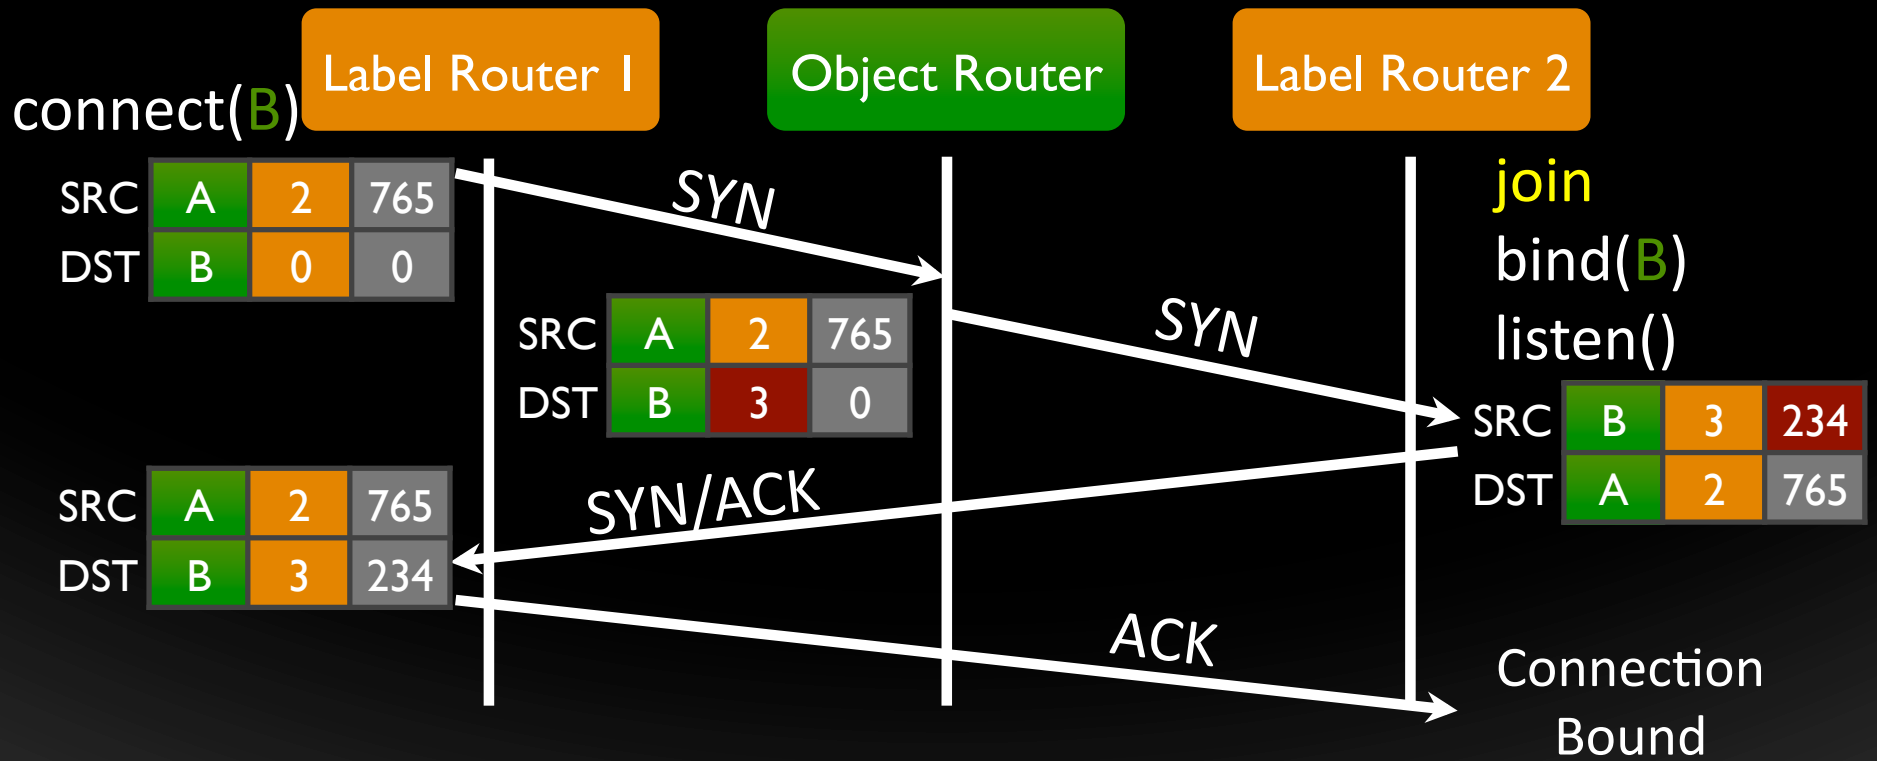 Label Router 1
Object Router
Label Router 2
connect(B)
SRC A 2 765
DST B 0 0
SYN
join
bind(B)
listen()
SRC A 2 765
DST B 3 0
SYN
SRC B 3 234
DST A 2 765
SYN/ACK
SRC A 2 765
DST B 3 234
ACK
Connection
Bound